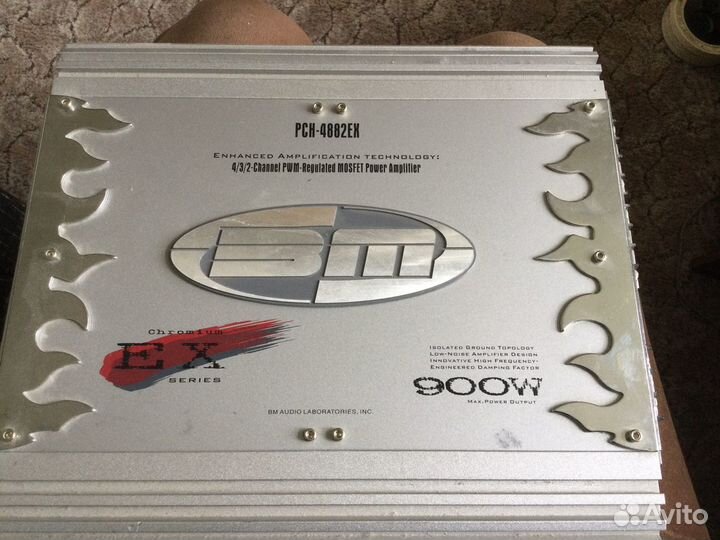 PCH-4882EX
Enhanced Amplification technology:
4/3/2-Channel PWM-Regulated MOSFET Power Amplifier
BM
Chromium
EX
SERIES
Isolated Ground Topology
Low-Noise Amplifier Design
Innovative High Frequency-
Engineered Damping Factor
900W
Max.Power Output
BM AUDIO LABORATORIES, INC.
Avito